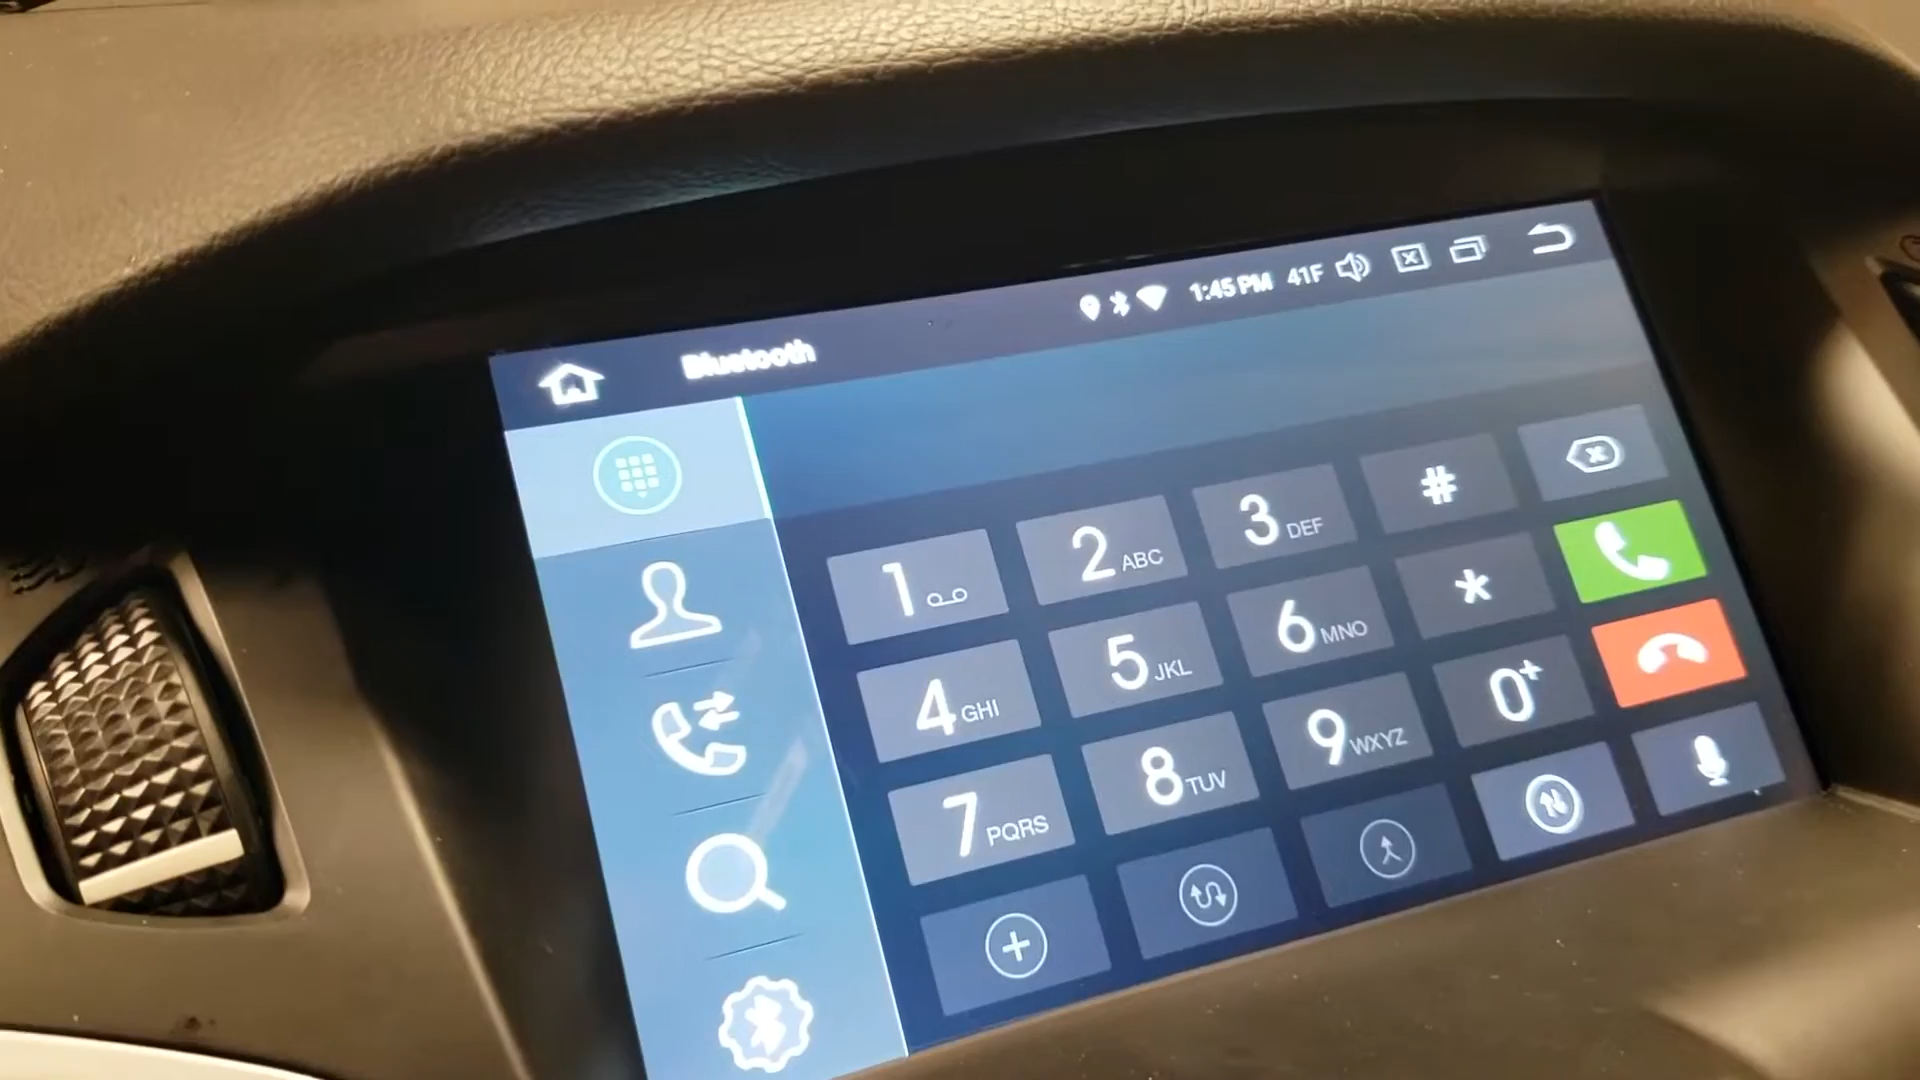 Bluetooth 1:45 PM 41F
1 2 ABC 3 DEF #
4 GHI 5 JKL 6 MNO *
7 PQRS 8 TUV 9 WXYZ 0+